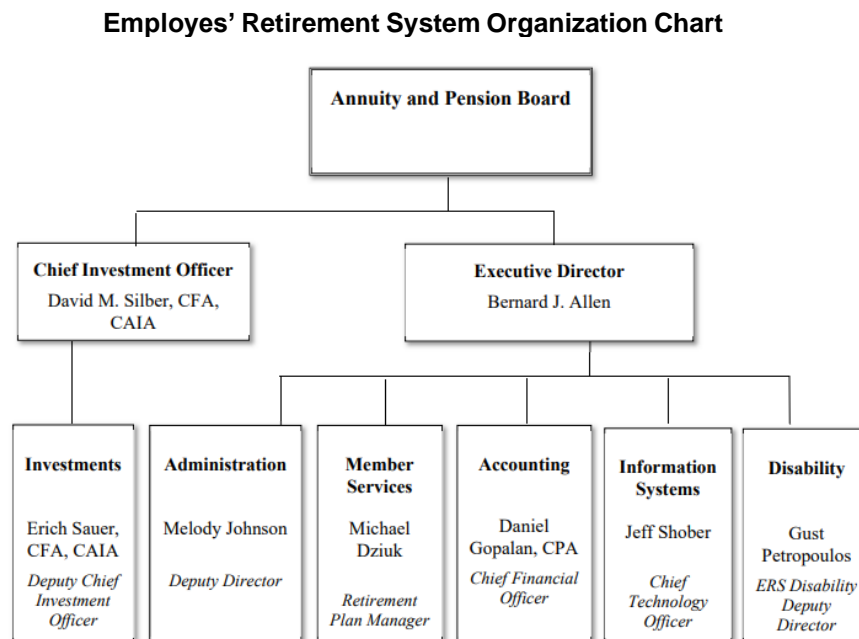 Employes’ Retirement System Organization Chart
Annuity and Pension Board
Chief Investment Officer
David M. Silber, CFA,
CAIA
Executive Director
Bernard J. Allen
Investments
Erich Sauer,
CFA, CAIA
Deputy Chief
Investment
Officer
Administration
Melody Johnson
Deputy Director
Member
Services
Michael
Dziuk
Retirement
Plan Manager
Accounting
Daniel
Gopalan, CPA
Chief Financial
Officer
Information
Systems
Jeff Shober
Chief
Technology
Officer
Disability
Gust
Petropoulos
ERS Disability
Deputy
Director